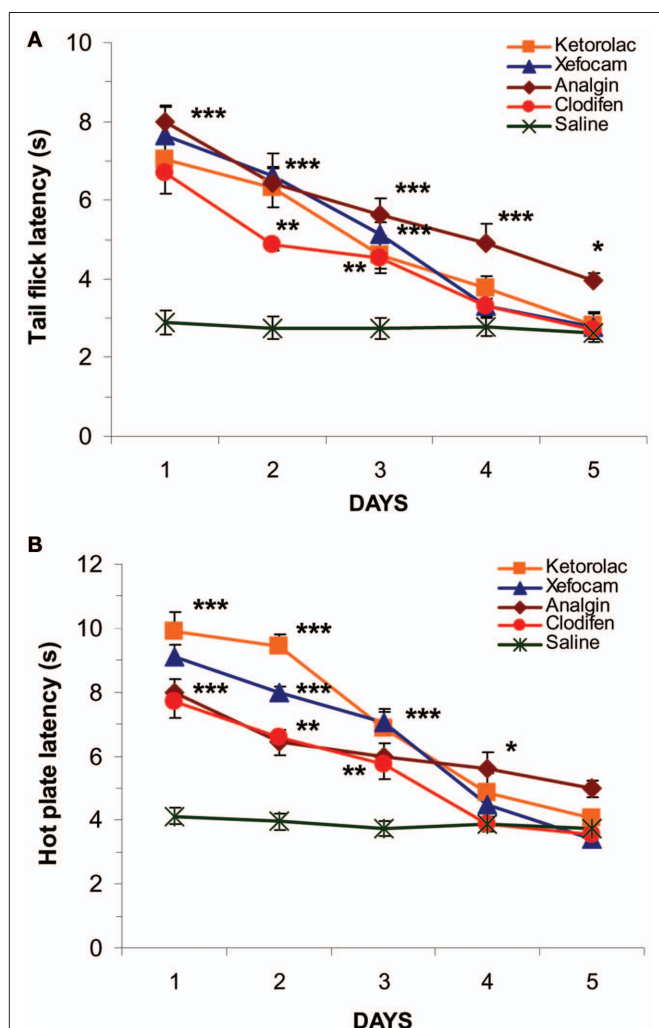 A
10
8
6
4
2
0
Tail flick latency (s)
Ketorolac
Xefocam
Analgin
Clodifen
Saline
***
***
***
***
***
*
**
**
1 2 3 4 5
DAYS
B
12
10
8
6
4
2
0
Hot plate latency (s)
Ketorolac
Xefocam
Analgin
Clodifen
Saline
***
***
***
***
***
**
**
*
1 2 3 4 5
DAYS